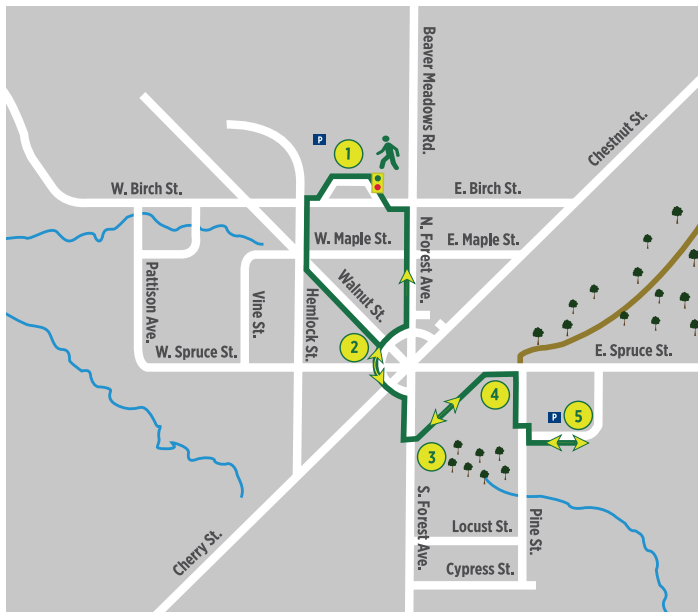 Beaver Meadows Rd.
Chestnut St.
P
1
W. Birch St.
E. Birch St.
W. Maple St.
N. Forest Ave.
E. Maple St.
Pattison Ave.
Vine St.
Hemlock St.
Walnut St.
2
W. Spruce St.
E. Spruce St.
4
P
5
3
S. Forest Ave.
Pine St.
Locust St.
Cherry St.
Cypress St.